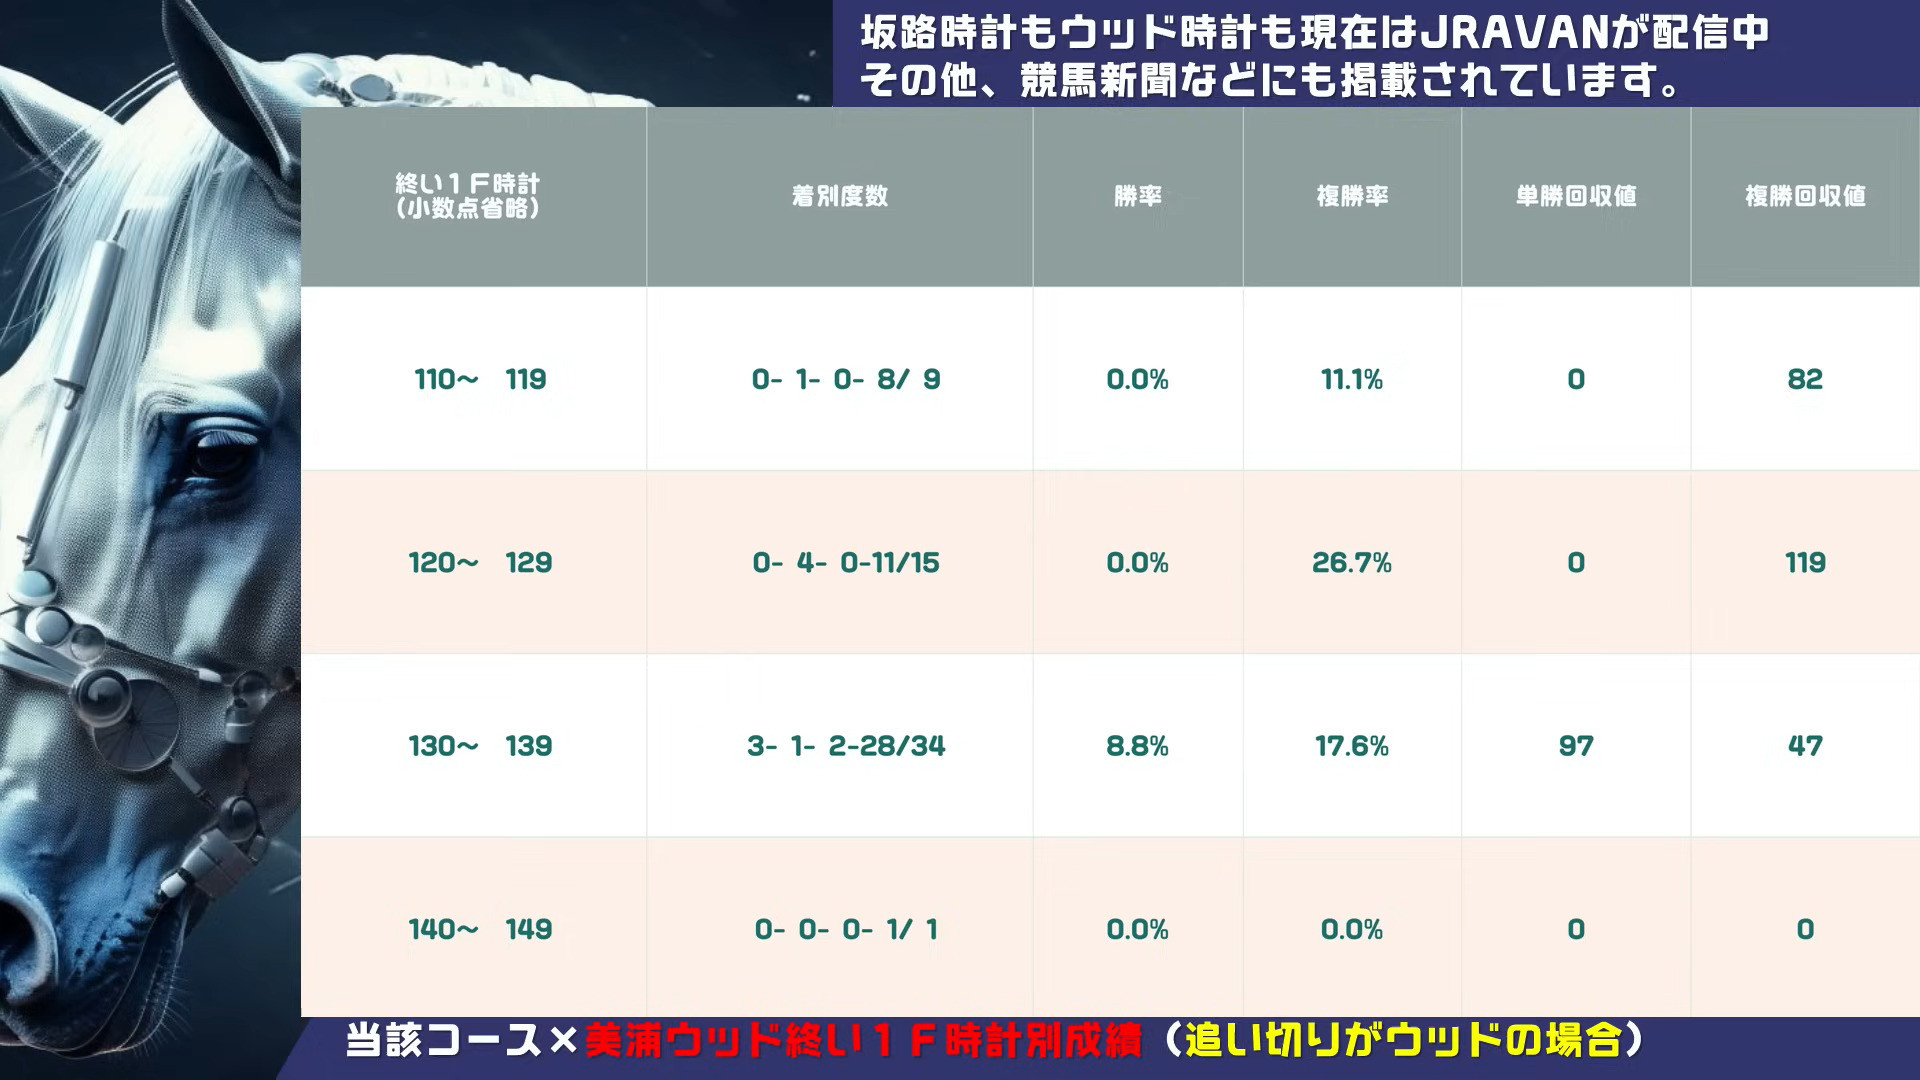 坂路時計もウッド時計も現在はJRAVANが配信中
その他、競馬新聞などにも掲載されています。
終い１Ｆ時計
（小数点省略） 着別度数 勝率 複勝率 単勝回収値 複勝回収値
110～ 119 0- 1- 0- 8/ 9 0.0% 11.1% 0 82
120～ 129 0- 4- 0-11/15 0.0% 26.7% 0 119
130～ 139 3- 1- 2-28/34 8.8% 17.6% 97 47
140～ 149 0- 0- 0- 1/ 1 0.0% 0.0% 0 0
当該コース×美浦ウッド終い１Ｆ時計別成績（追い切りがウッドの場合）